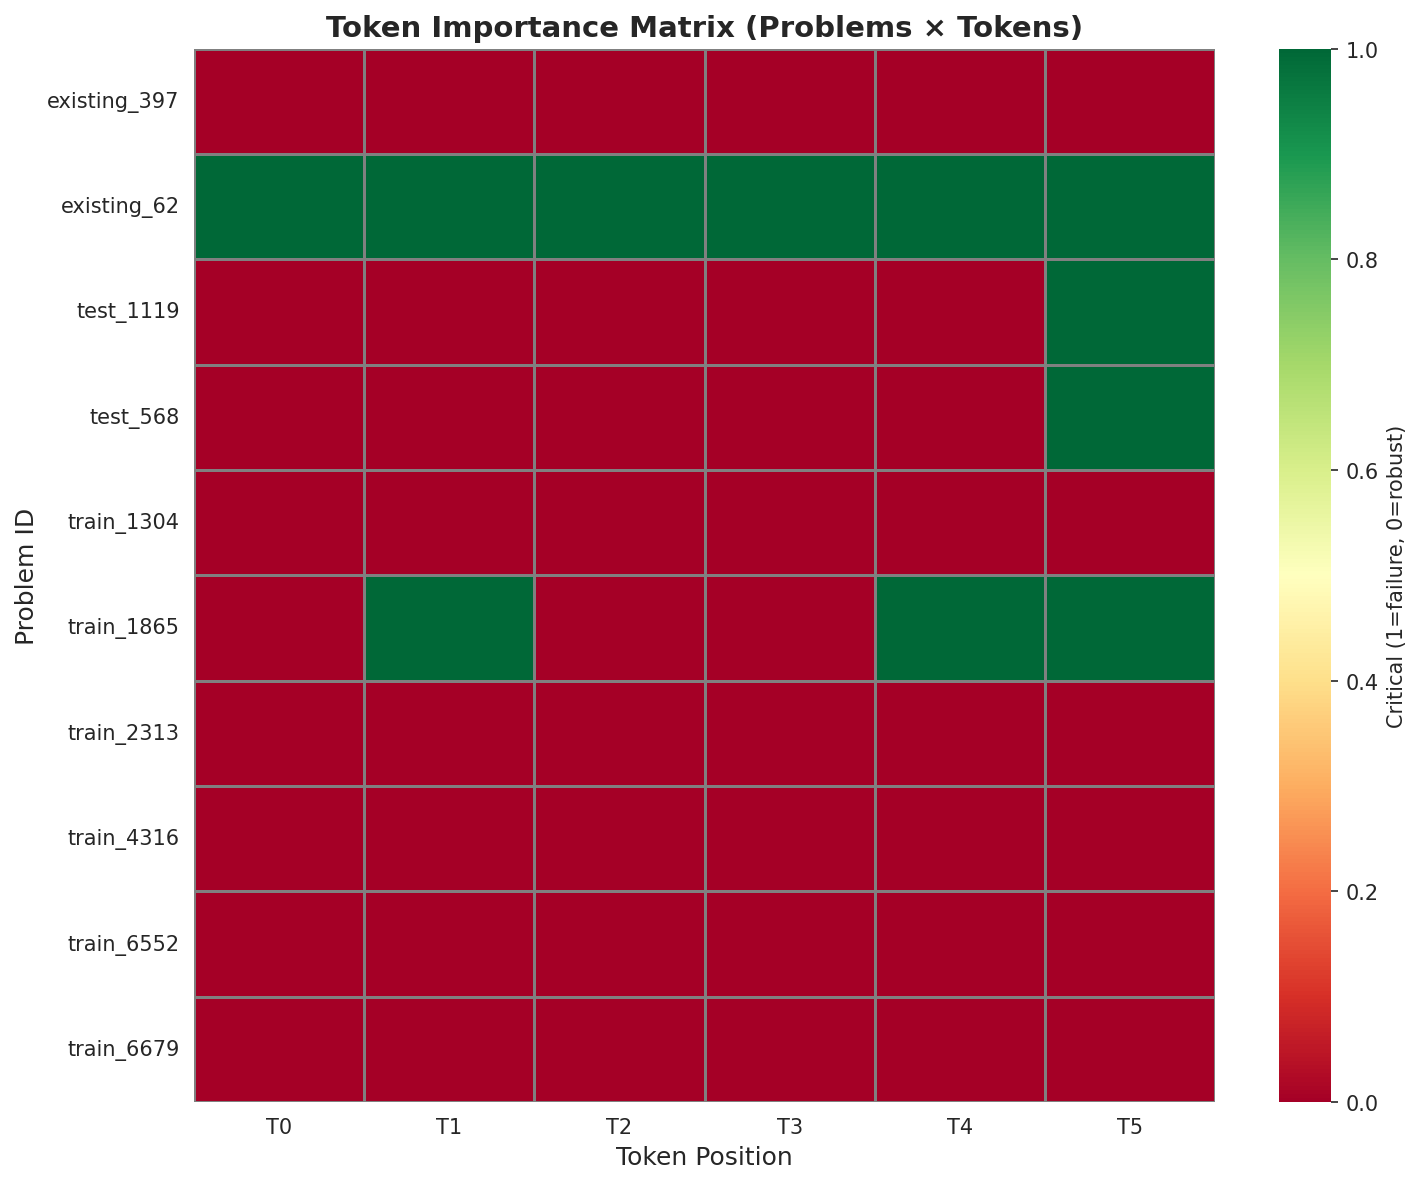 Token Importance Matrix (Problems × Tokens)
existing_397
existing_62
test_1119
test_568
train_1304
train_1865
train_2313
train_4316
train_6552
train_6679
Problem ID
T0 T1 T2 T3 T4 T5
Token Position
1.0
0.8
0.6
0.4
0.2
0.0
Critical (1=failure, 0=robust)